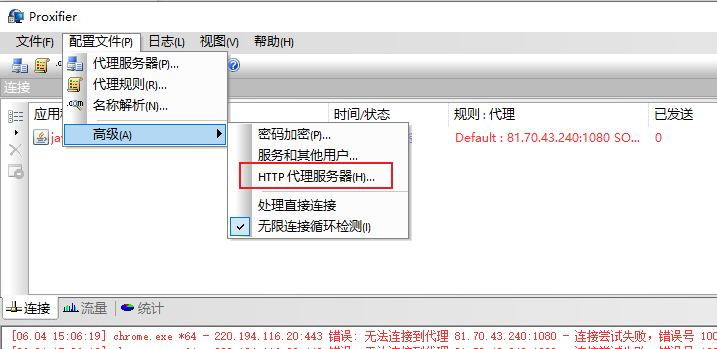 Proxifier
文件(F) 配置文件(P) 日志(L) 视图(V) 帮助(H)
代理服务器(P)...
连接
代理规则(R)...
名称解析(N)...
应用 时间/状态 规则 : 代理 已发送
高级(A)
密码加密(P)...
ja Default : 81.70.43.240:1080 SO... 0
服务和其他用户...
HTTP 代理服务器(H)...
处理直接连接
无限连接循环检测(I)
连接 流量 统计
[06.04 15:06:19] chrome.exe *64 - 220.194.116.20:443 错误: 无法连接到代理 81.70.43.240:1080 - 连接尝试失败, 错误号 100